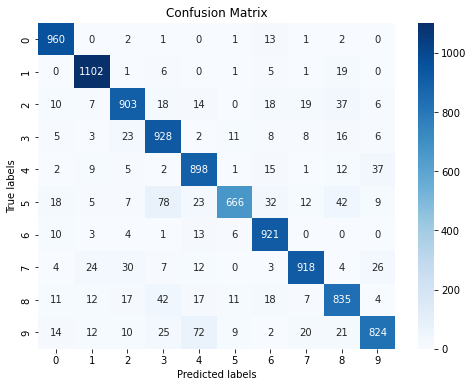 Confusion Matrix
0 960 0 2 1 0 1 13 1 2 0
1 0 1102 1 6 0 1 5 1 19 0
2 10 7 903 18 14 0 18 19 37 6
3 5 3 23 928 2 11 8 8 16 6
4 2 9 5 2 898 1 15 1 12 37
5 18 5 7 78 23 666 32 12 42 9
6 10 3 4 1 13 6 921 0 0 0
7 4 24 30 7 12 0 3 918 4 26
8 11 12 17 42 17 11 18 7 835 4
9 14 12 10 25 72 9 2 20 21 824
0 1 2 3 4 5 6 7 8 9
Predicted labels
True labels
1000
800
600
400
200
0